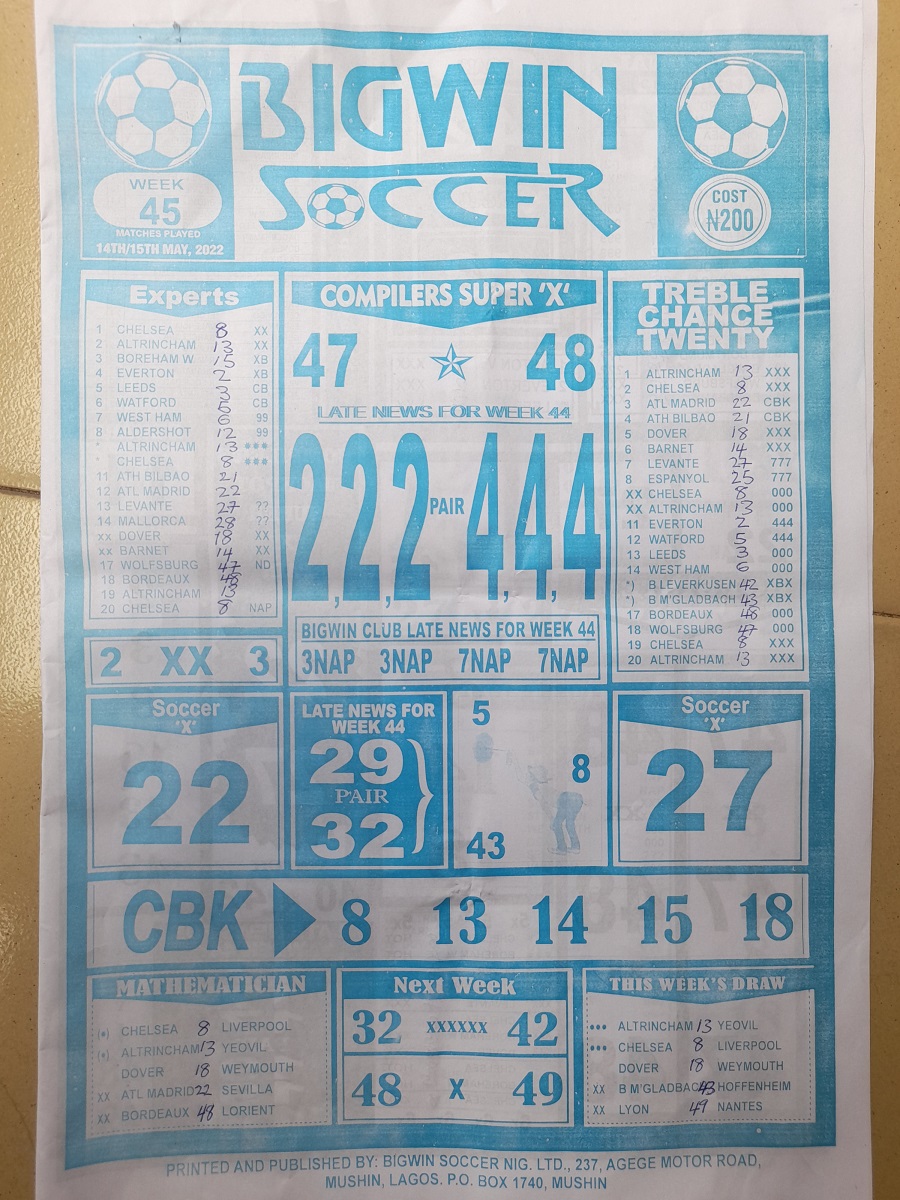 BIGWIN
SOCCER
WEEK
45
MATCHES PLAYED
14TH/15TH MAY, 2022
COST
₦200
Experts
1 CHELSEA 8 XX
2 ALTRINCHAM 13 XX
3 BOREHAM W 15 XB
4 EVERTON 2 XB
5 LEEDS 3 CB
6 WATFORD 5 CB
7 WEST HAM 6 99
8 ALDERSHOT 12 99
* ALTRINCHAM 13 ***
* CHELSEA 8 ***
11 ATH BILBAO 21
12 ATL MADRID 22
13 LEVANTE 27 ??
14 MALLORCA 28 ??
xx DOVER 18 XX
xx BARNET 14 XX
17 WOLFSBURG 47 ND
18 BORDEAUX 48
19 ALTRINCHAM 13
20 CHELSEA 8 NAP
2 XX 3
COMPILERS SUPER 'X'
47 48
LATE NEWS FOR WEEK 44
2,2,2 PAIR 4,4,4
BIGWIN CLUB LATE NEWS FOR WEEK 44
3NAP 3NAP 7NAP 7NAP
TREBLE
CHANCE
TWENTY
1 ALTRINCHAM 13 XXX
2 CHELSEA 8 XXX
3 ATL MADRID 22 CBK
4 ATH BILBAO 21 CBK
5 DOVER 18 XXX
6 BARNET 14 XXX
7 LEVANTE 27 777
8 ESPANYOL 25 777
XX CHELSEA 8 000
XX ALTRINCHAM 13 000
11 EVERTON 2 444
12 WATFORD 5 444
13 LEEDS 3 000
14 WEST HAM 6 000
*) B LEVERKUSEN 42 XBX
*) B M'GLADBACH 43 XBX
17 BORDEAUX 48 000
18 WOLFSBURG 47 000
19 CHELSEA 8 XXX
20 ALTRINCHAM 13 XXX
Soccer
'X'
22
LATE NEWS FOR
WEEK 44
29
PAIR
32
5
8
43
Soccer
'X'
27
CBK 8 13 14 15 18
MATHEMATICIAN
(•) CHELSEA 8 LIVERPOOL
(•) ALTRINCHAM 13 YEOVIL
DOVER 18 WEYMOUTH
XX ATL MADRID 22 SEVILLA
XX BORDEAUX 48 LORIENT
Next Week
32 XXXXXX 42
48 X 49
THIS WEEK'S DRAW
••• ALTRINCHAM 13 YEOVIL
••• CHELSEA 8 LIVERPOOL
DOVER 18 WEYMOUTH
XX B M'GLADBAC 43 HOFFENHEIM
XX LYON 49 NANTES
PRINTED AND PUBLISHED BY: BIGWIN SOCCER NIG. LTD., 237, AGEGE MOTOR ROAD,
MUSHIN, LAGOS. P.O. BOX 1740, MUSHIN